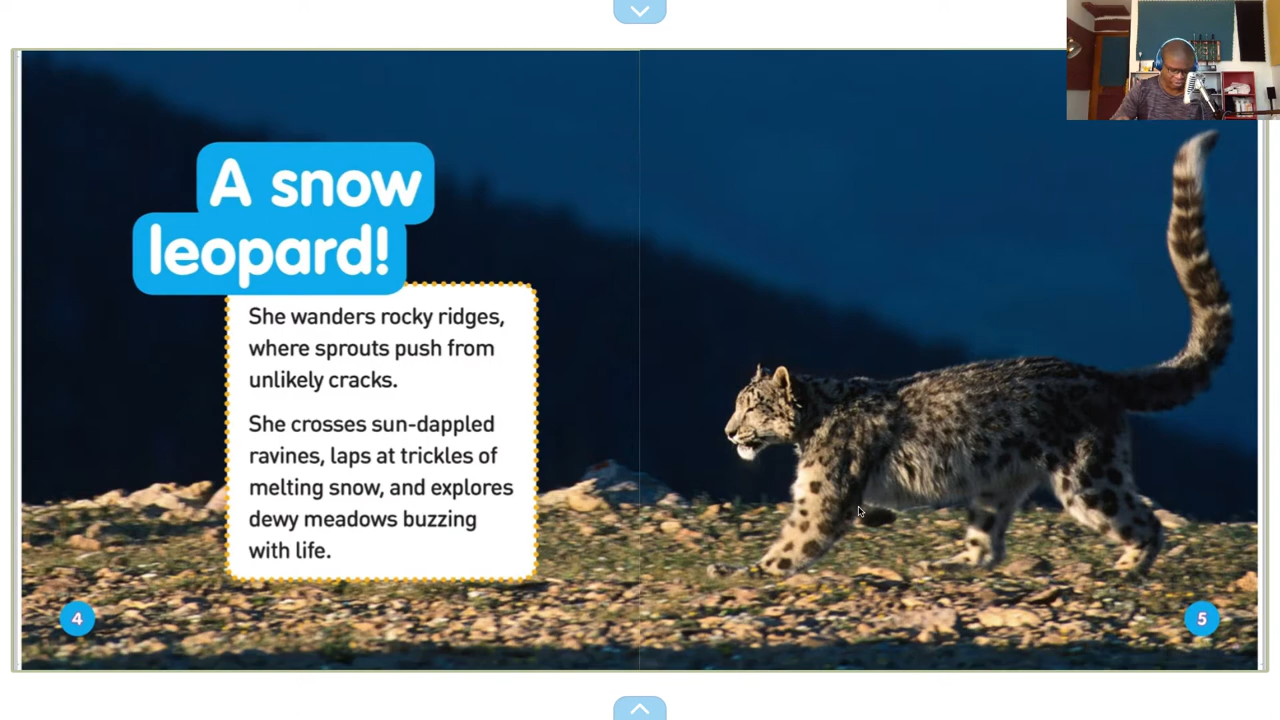 A snow
leopard!
She wanders rocky ridges,
where sprouts push from
unlikely cracks.
She crosses sun-dappled
ravines, laps at trickles of
melting snow, and explores
dewy meadows buzzing
with life.
4
5